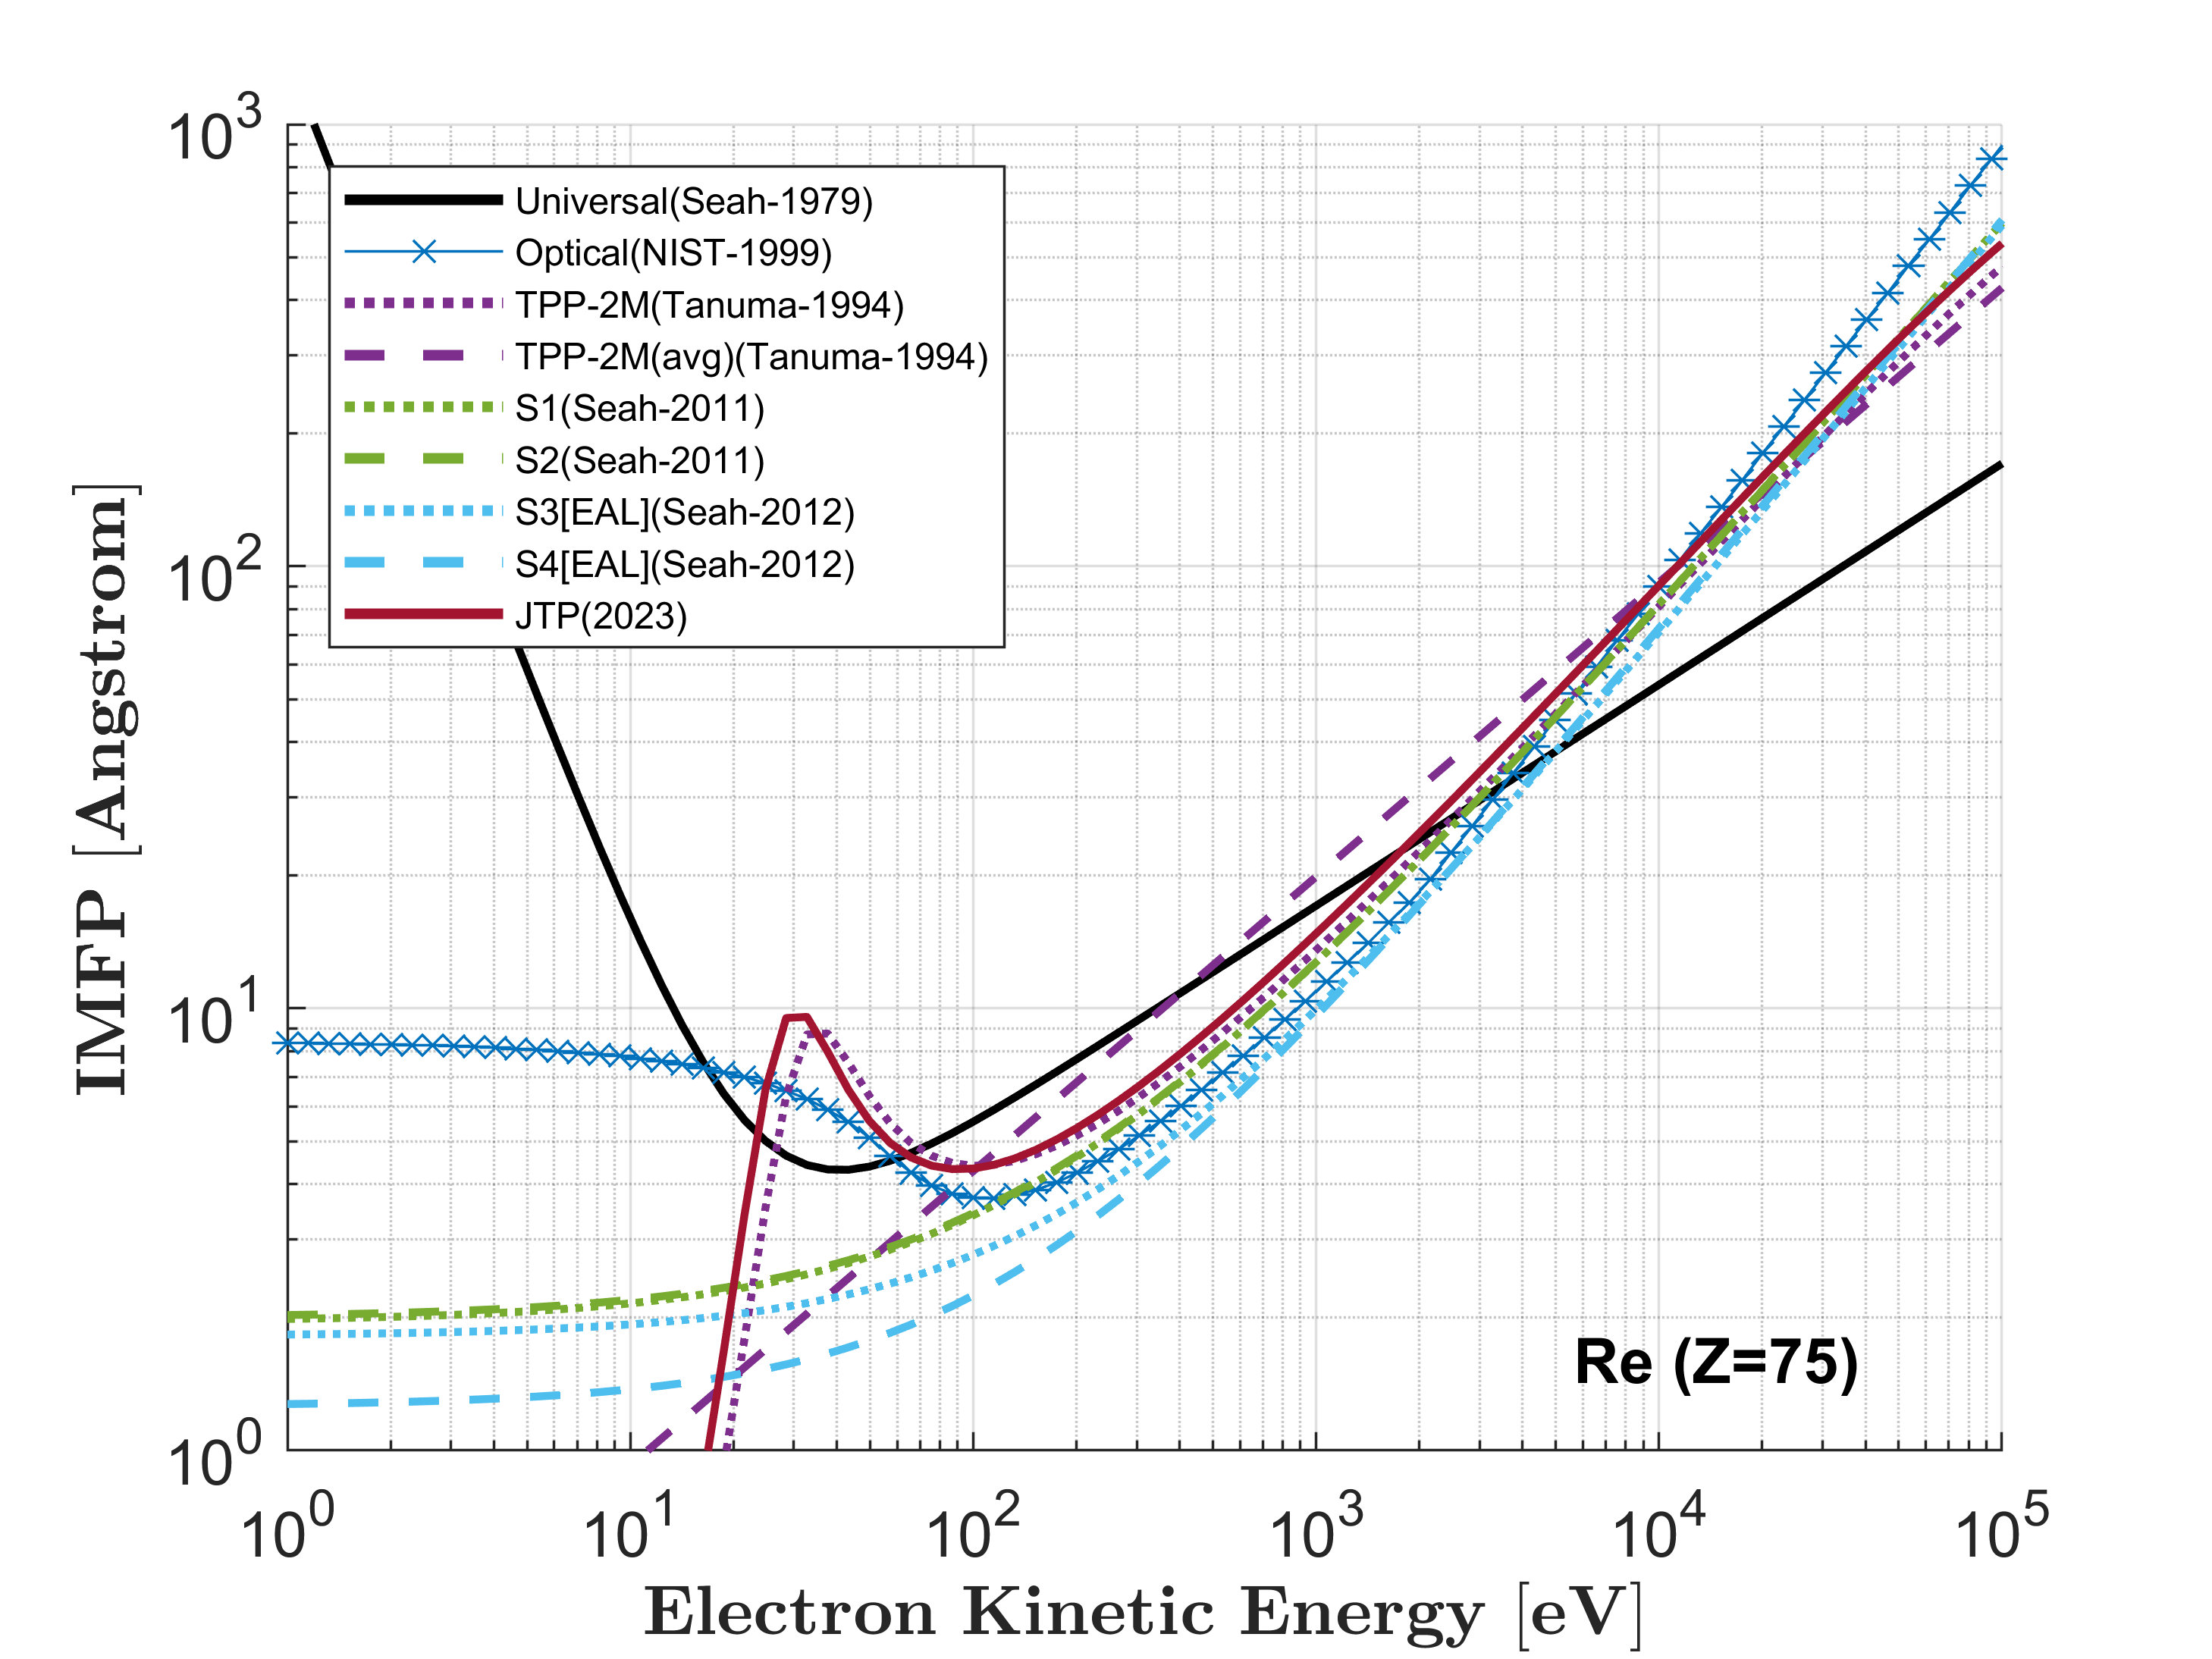 10^3
10^2
10^1
10^0
IMFP [Angstrom]
Universal(Seah-1979)
Optical(NIST-1999)
TPP-2M(Tanuma-1994)
TPP-2M(avg)(Tanuma-1994)
S1(Seah-2011)
S2(Seah-2011)
S3[EAL](Seah-2012)
S4[EAL](Seah-2012)
JTP(2023)
Re (Z=75)
10^0 10^1 10^2 10^3 10^4 10^5
Electron Kinetic Energy [eV]